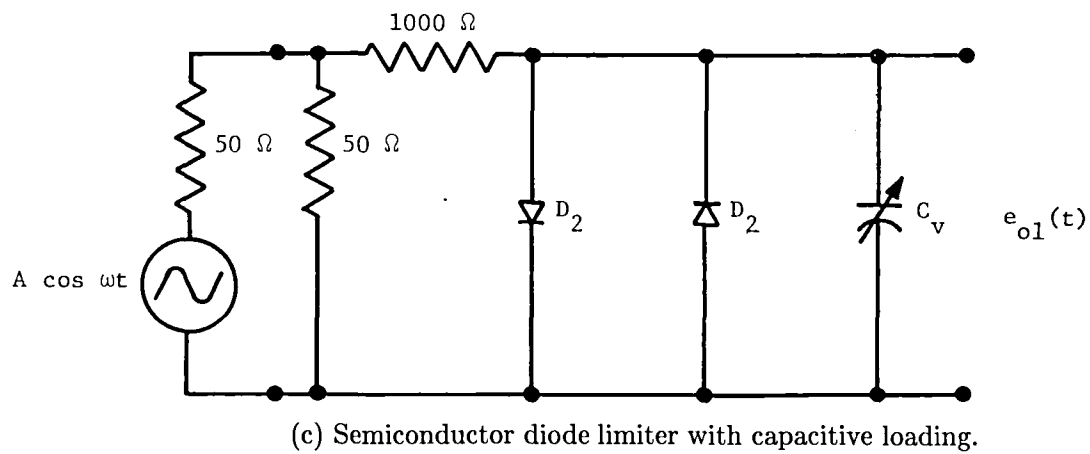 1000 Ω
50 Ω
50 Ω
D2
D2
Cv
eo1(t)
A cos ωt
(c) Semiconductor diode limiter with capacitive loading.